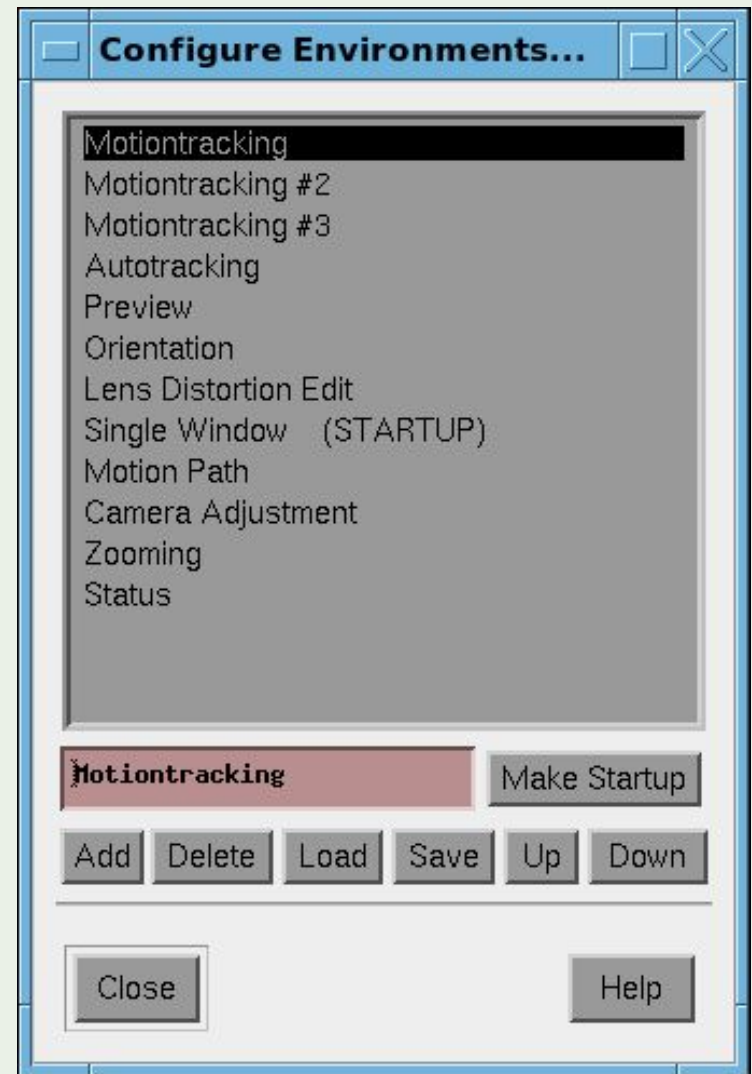 Configure Environments...
Motiontracking
Motiontracking #2
Motiontracking #3
Autotracking
Preview
Orientation
Lens Distortion Edit
Single Window (STARTUP)
Motion Path
Camera Adjustment
Zooming
Status
Motiontracking Make Startup
Add Delete Load Save Up Down
Close Help